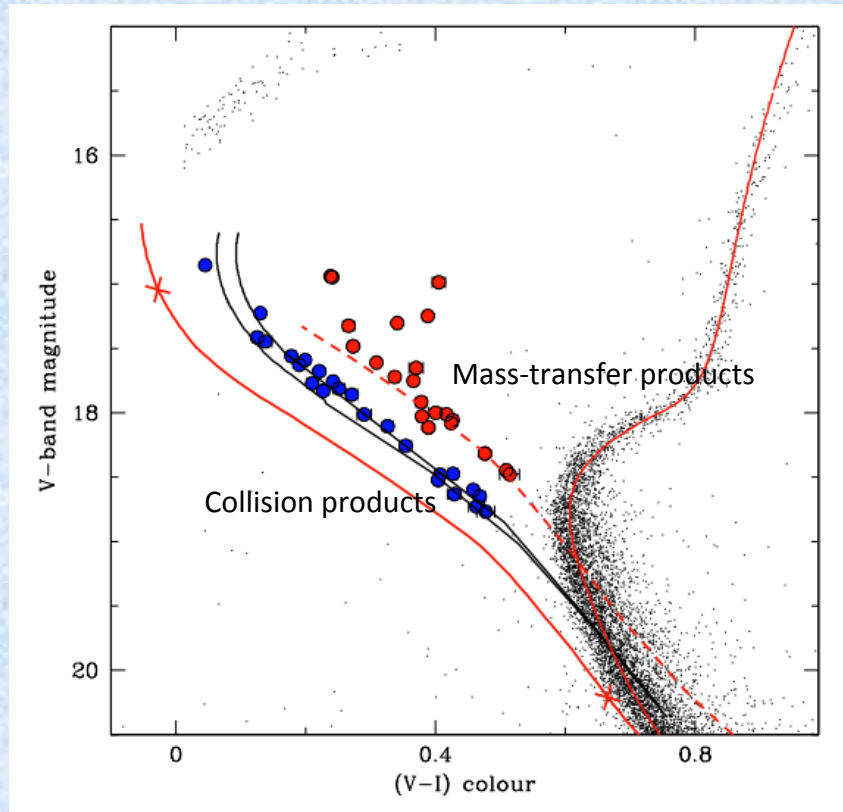 16
18
20
V-band magnitude
Mass-transfer products
Collision products
0
0.4
0.8
(V-I) colour